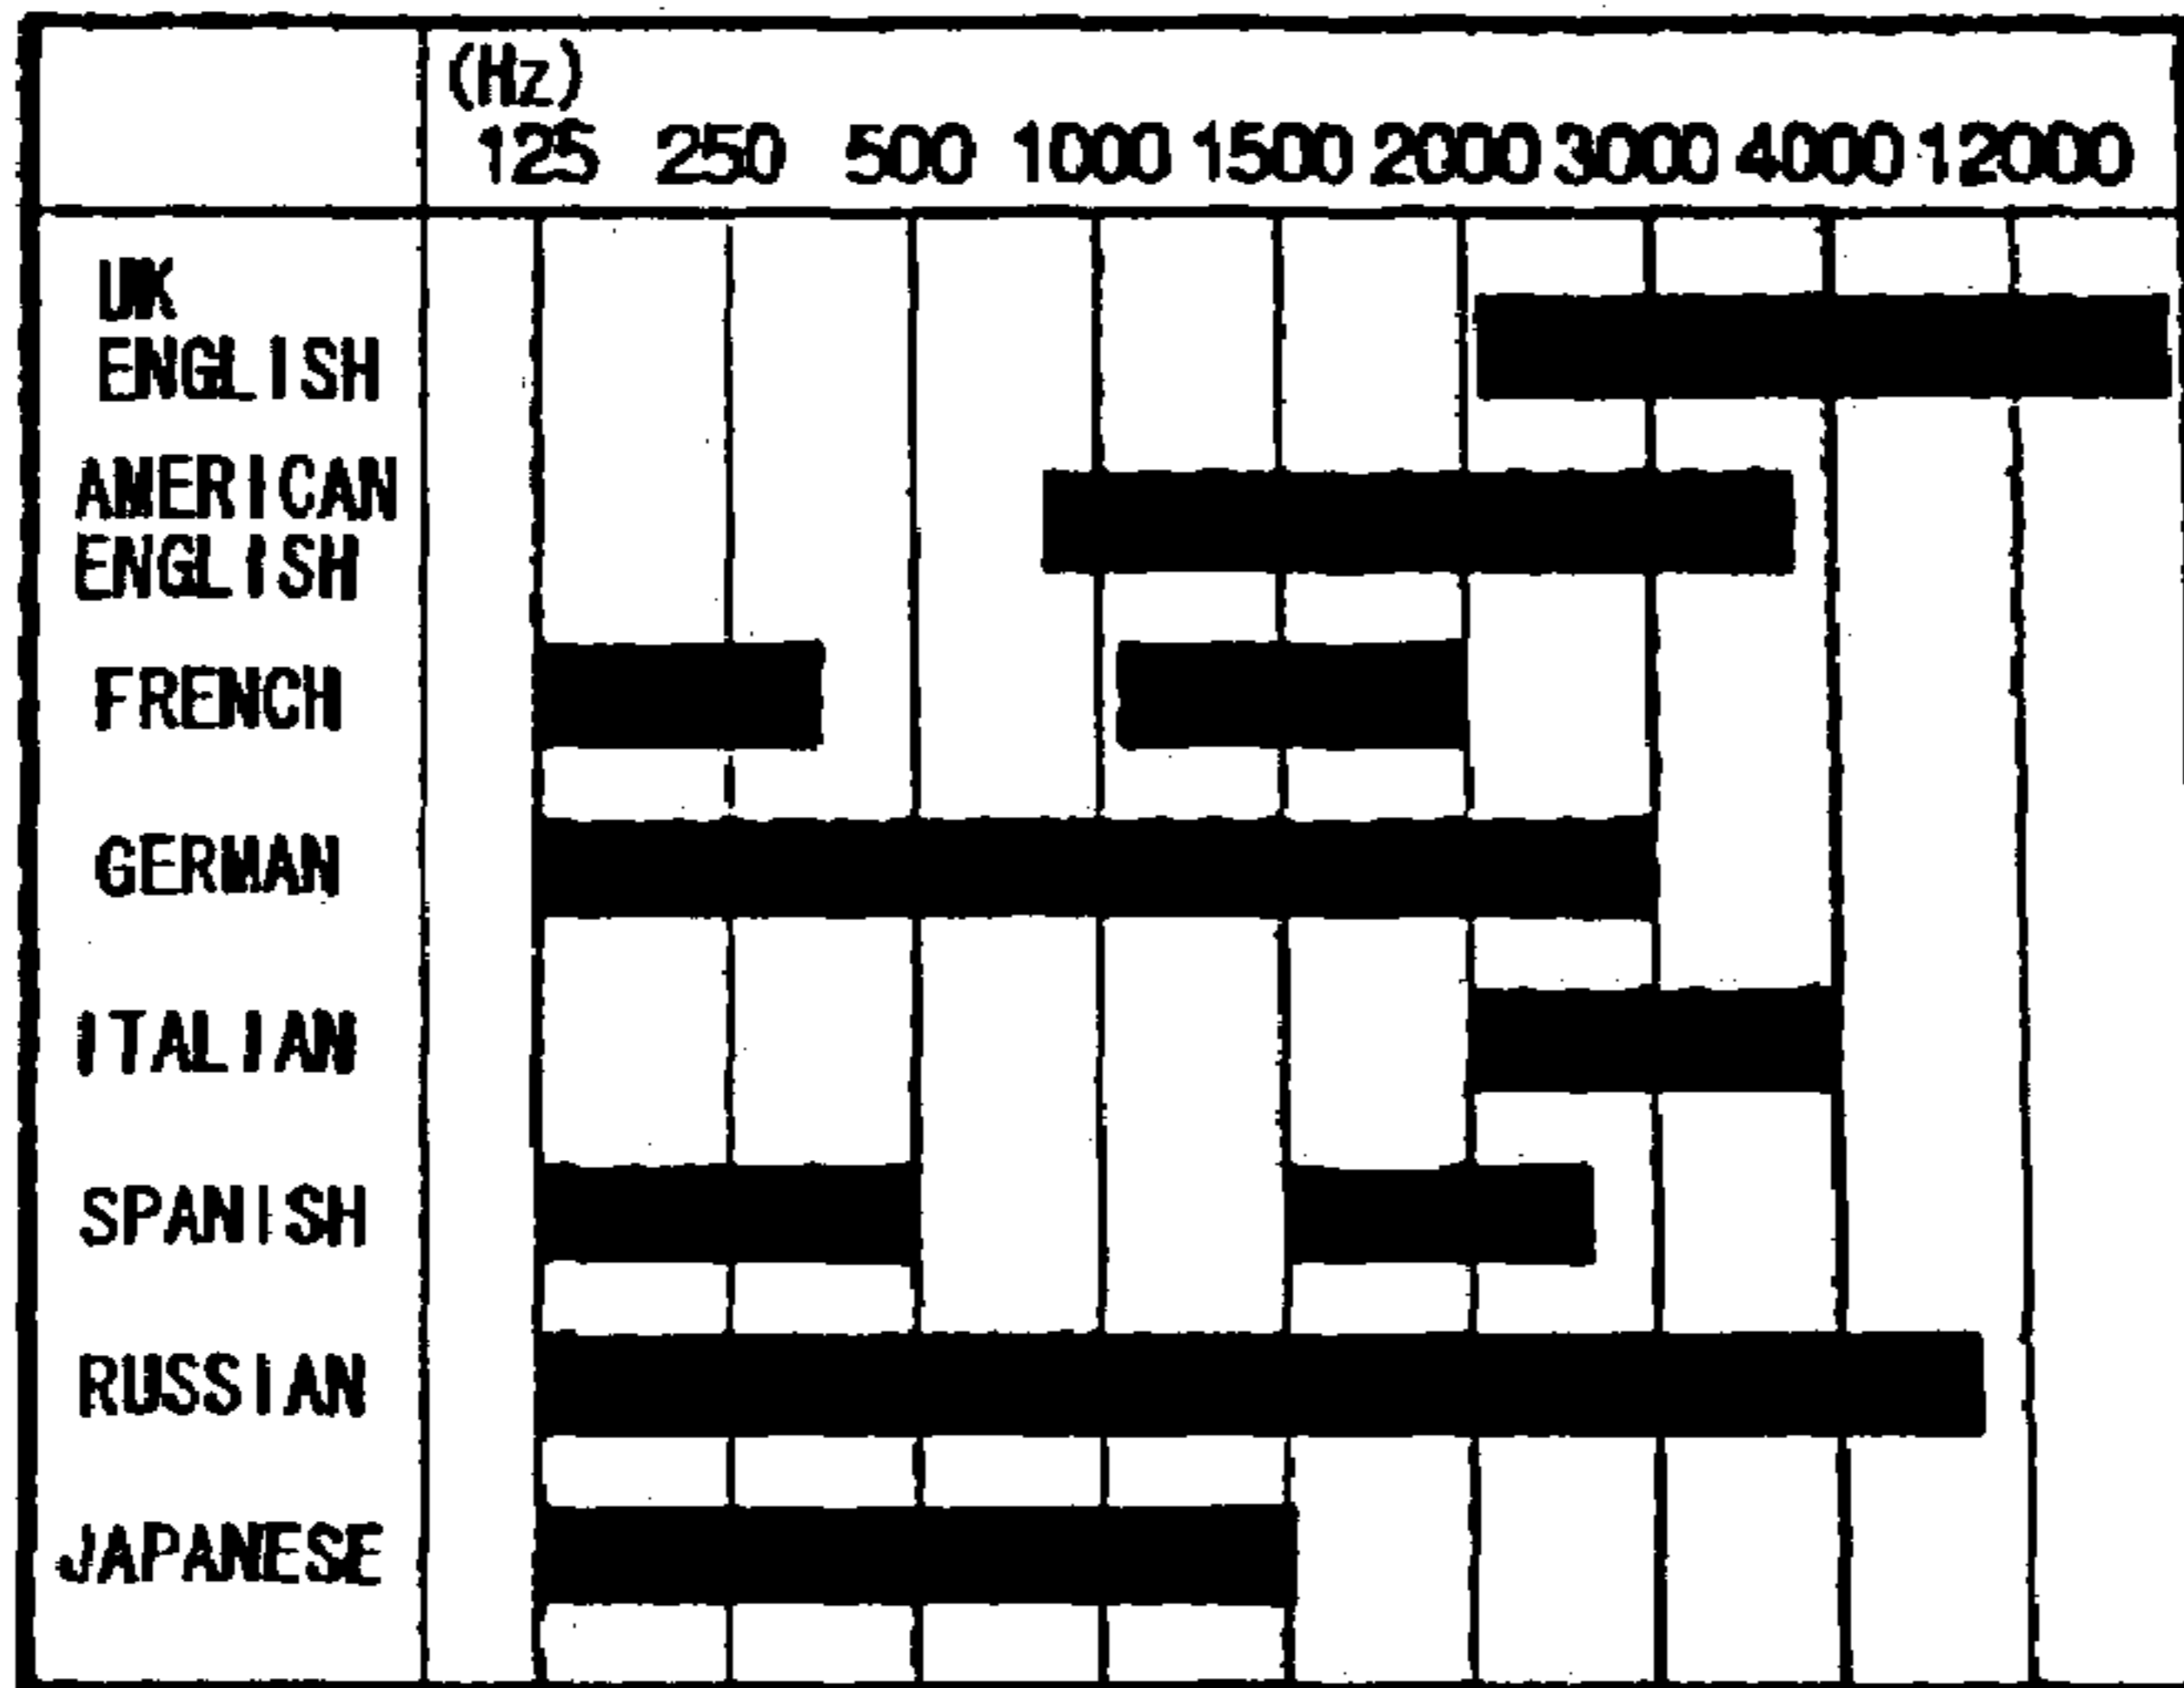 (Hz)
125 250 500 1000 1500 2000 3000 4000 12000
UK
ENGLISH
AMERICAN
ENGLISH
FRENCH
GERMAN
ITALIAN
SPANISH
RUSSIAN
JAPANESE